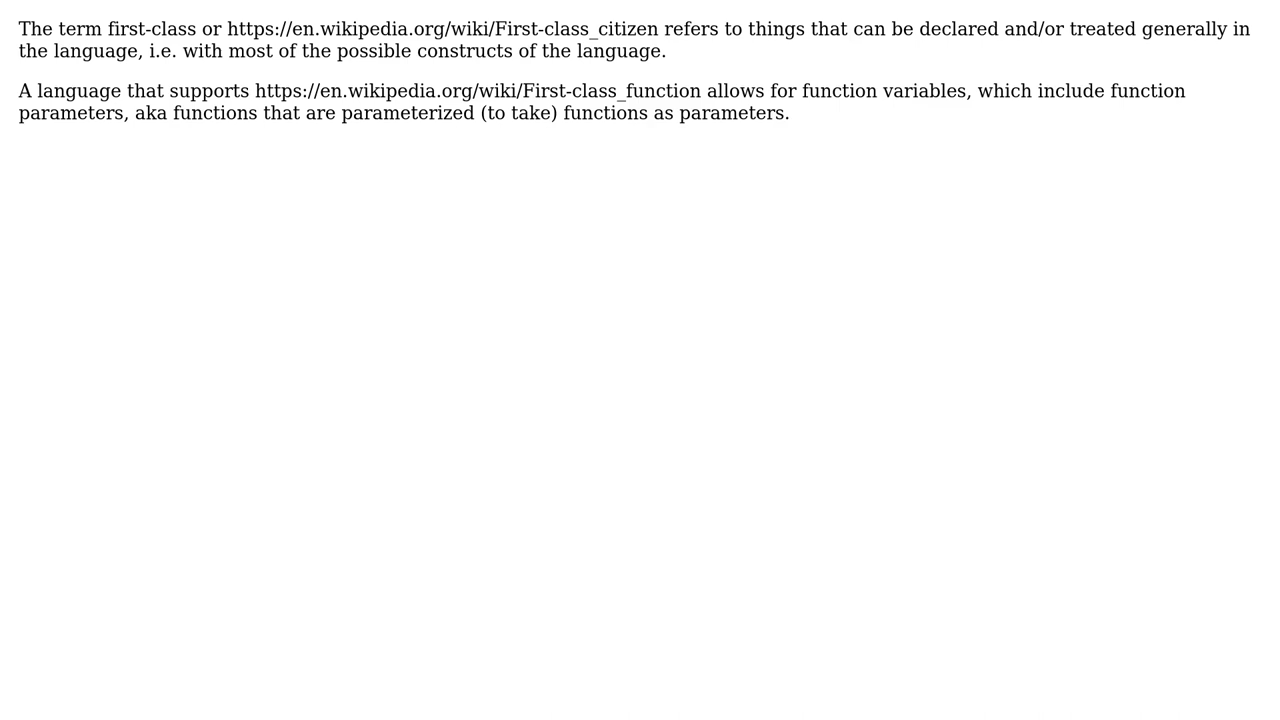 The term first-class or https://en.wikipedia.org/wiki/First-class_citizen refers to things that can be declared and/or treated generally in
the language, i.e. with most of the possible constructs of the language.
A language that supports https://en.wikipedia.org/wiki/First-class_function allows for function variables, which include function
parameters, aka functions that are parameterized (to take) functions as parameters.